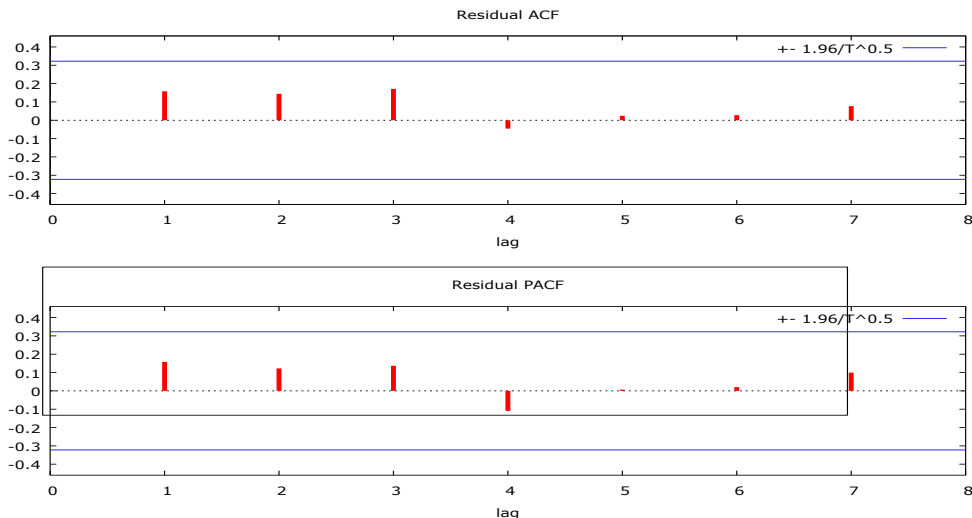 Residual ACF
+- 1.96/T^0.5
0.4
0.3
0.2
0.1
0
-0.1
-0.2
-0.3
-0.4
0 1 2 3 4 5 6 7 8
lag
Residual PACF
+- 1.96/T^0.5
0.4
0.3
0.2
0.1
0
-0.1
-0.2
-0.3
-0.4
0 1 2 3 4 5 6 7 8
lag